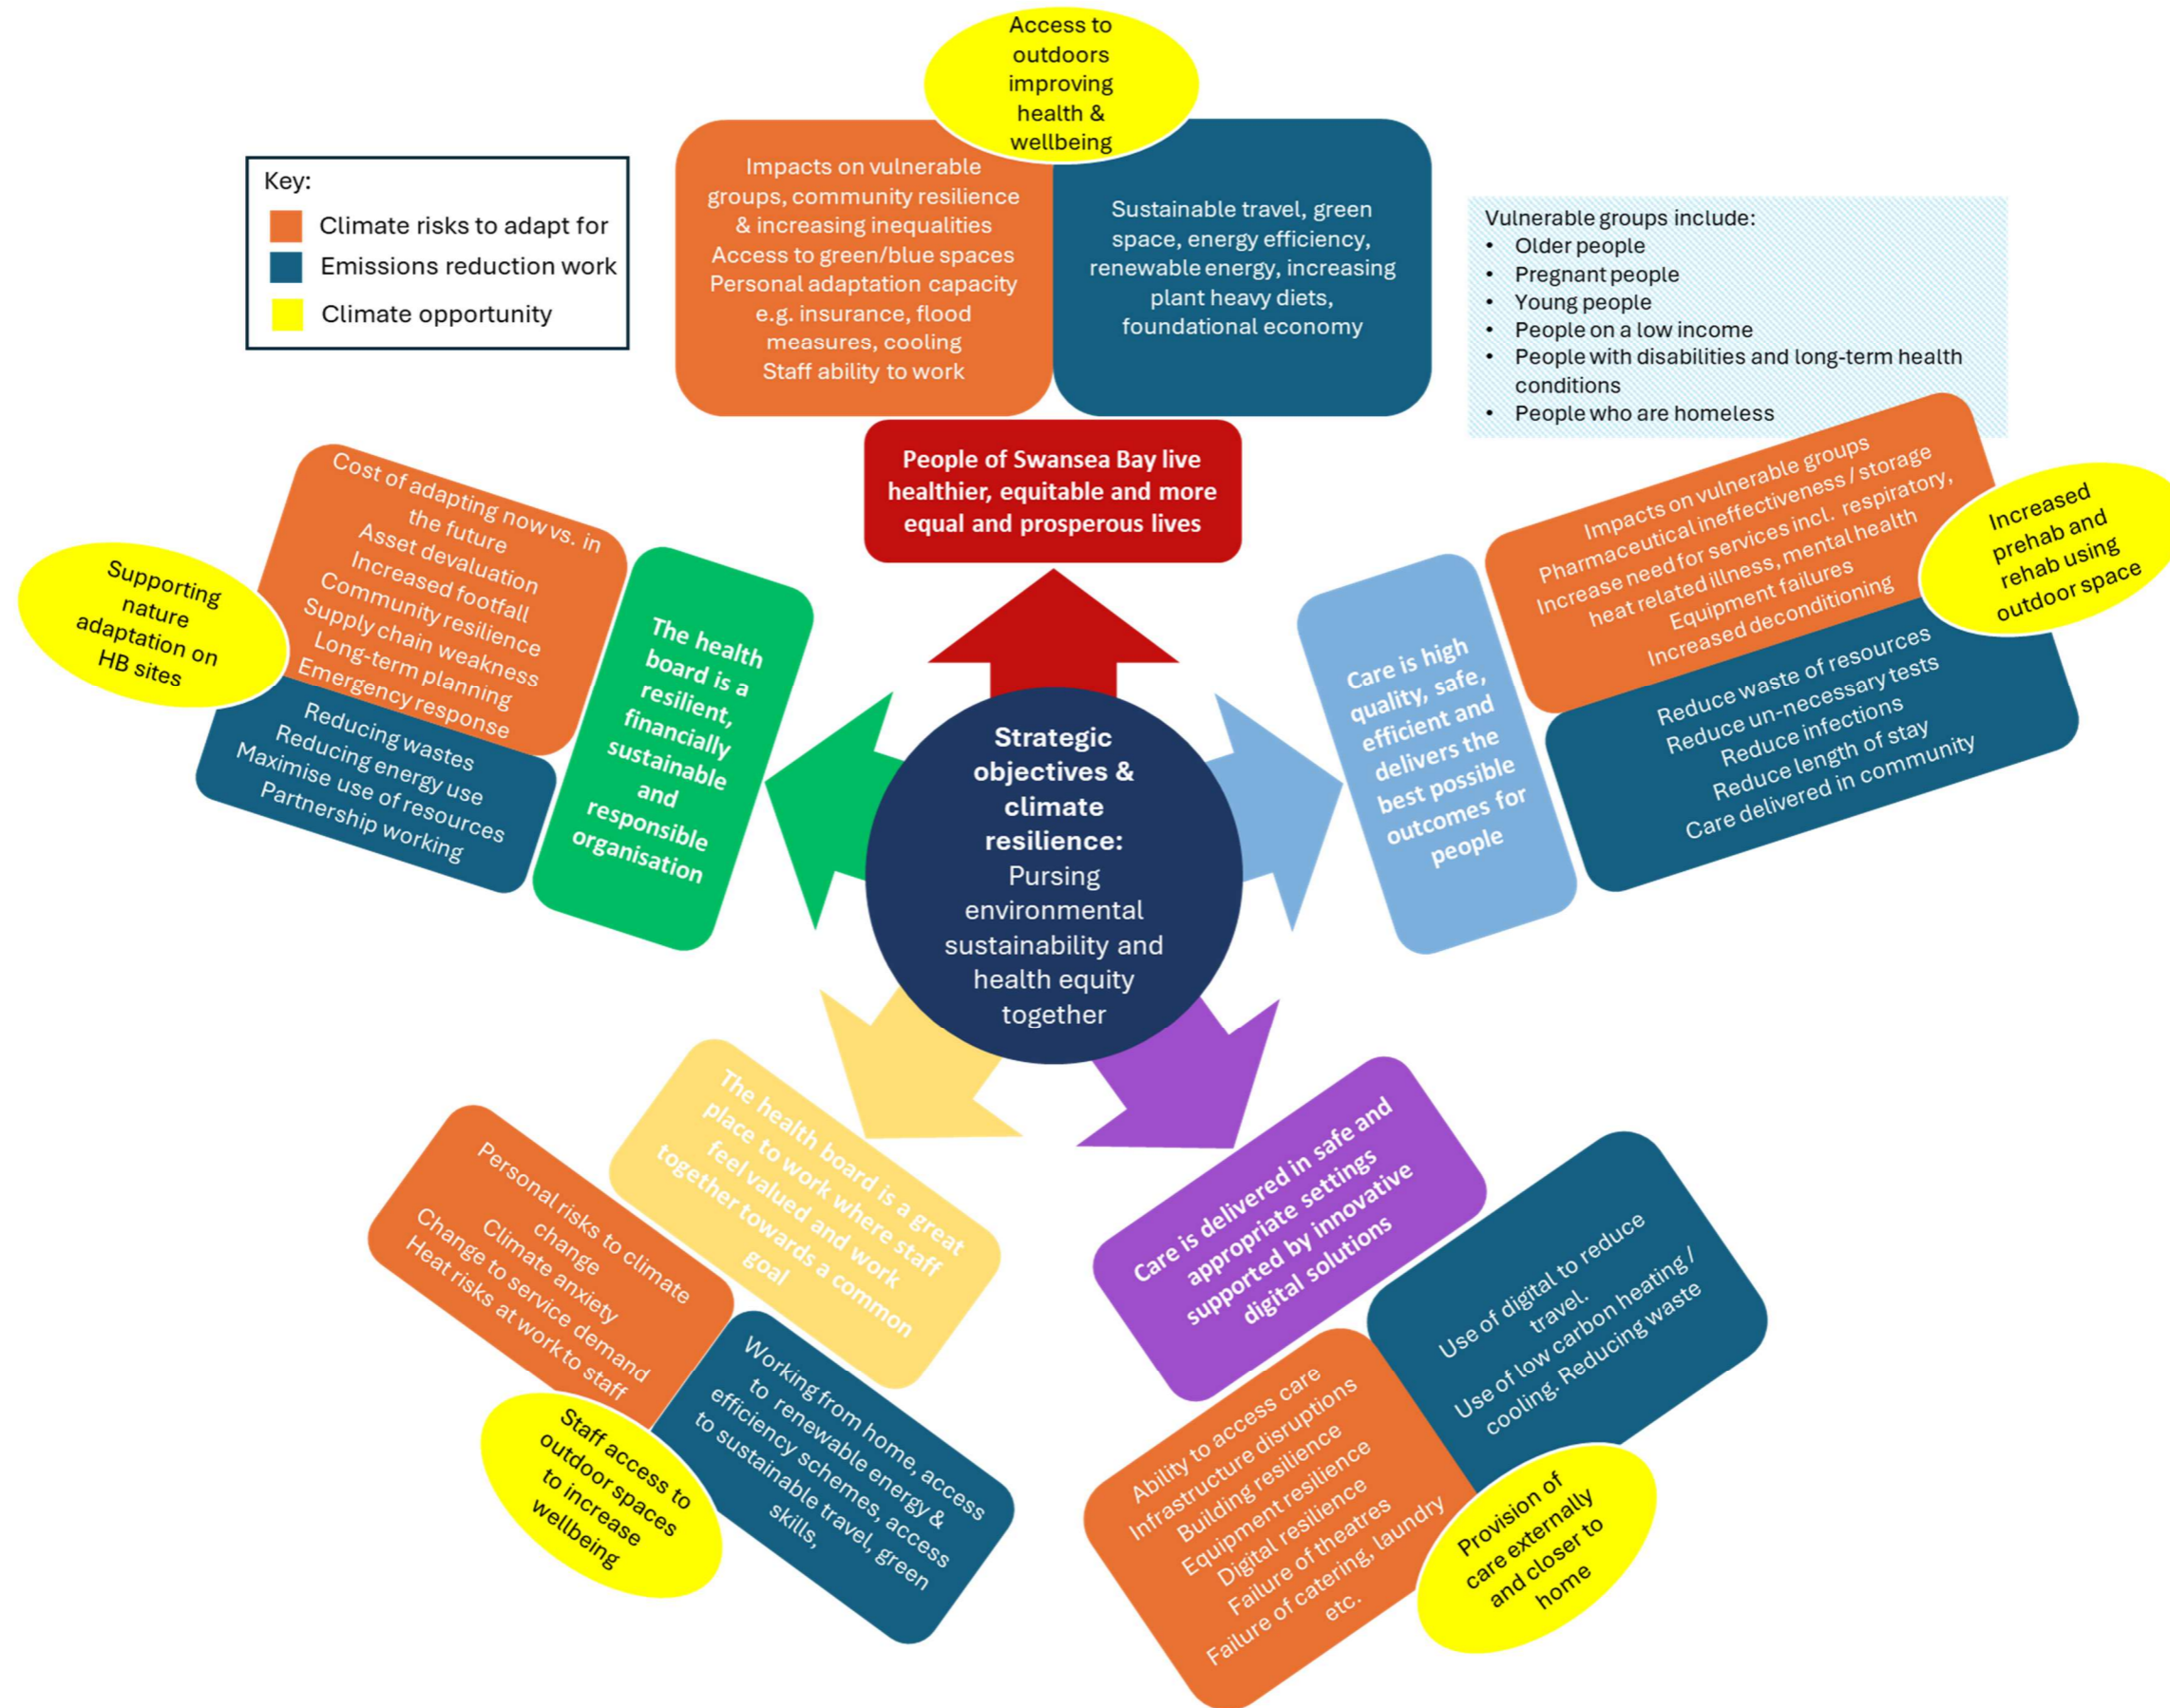 Access to
outdoors
improving
health &
wellbeing
Key:
Climate risks to adapt for
Emissions reduction work
Climate opportunity
Impacts on vulnerable
groups, community resilience
& increasing inequalities
Access to green/blue spaces
Personal adaptation capacity
e.g. insurance, flood
measures, cooling
Staff ability to work
Sustainable travel, green
space, energy efficiency,
renewable energy, increasing
plant heavy diets,
foundational economy
Vulnerable groups include:
• Older people
• Pregnant people
• Young people
• People on a low income
• People with disabilities and long-term health
conditions
• People who are homeless
People of Swansea Bay live
healthier, equitable and more
equal and prosperous lives
Cost of adapting now vs. in
the future
Asset devaluation
Increased footfall
Community resilience
Supply chain weakness
Long-term planning
Emergency response
Supporting
nature
adaptation on
HB sites
Reducing wastes
Reducing energy use
Maximise use of resources
Partnership working
The health
board is a
resilient,
financially
sustainable
and
responsible
organisation
Strategic
objectives &
climate
resilience:
Pursing
environmental
sustainability and
health equity
together
Care is high
quality, safe,
efficient and
delivers the
best possible
outcomes for
people
Impacts on vulnerable groups
Pharmaceutical ineffectiveness / storage
Increase need for services incl. respiratory,
heat related illness, mental health
Equipment failures
Increased deconditioning
Increased
prehab and
rehab using
outdoor space
Reduce waste of resources
Reduce un-necessary tests
Reduce infections
Reduce length of stay
Care delivered in community
The health board is a great
place to work where staff
feel valued and work
together towards a common
goal
Personal risks to climate
change
Climate anxiety
Change to service demand
Heat risks at work to staff
Working from home, access
to renewable energy &
efficiency schemes, access
to sustainable travel, green
skills,
Staff access to
outdoor spaces
to increase
wellbeing
Care is delivered in safe and
appropriate settings
supported by innovative
digital solutions
Use of digital to reduce
travel.
Use of low carbon heating /
cooling. Reducing waste
Ability to access care
Infrastructure disruptions
Building resilience
Equipment resilience
Digital resilience
Failure of theatres
Failure of catering, laundry
etc.
Provision of
care externally
and closer to
home